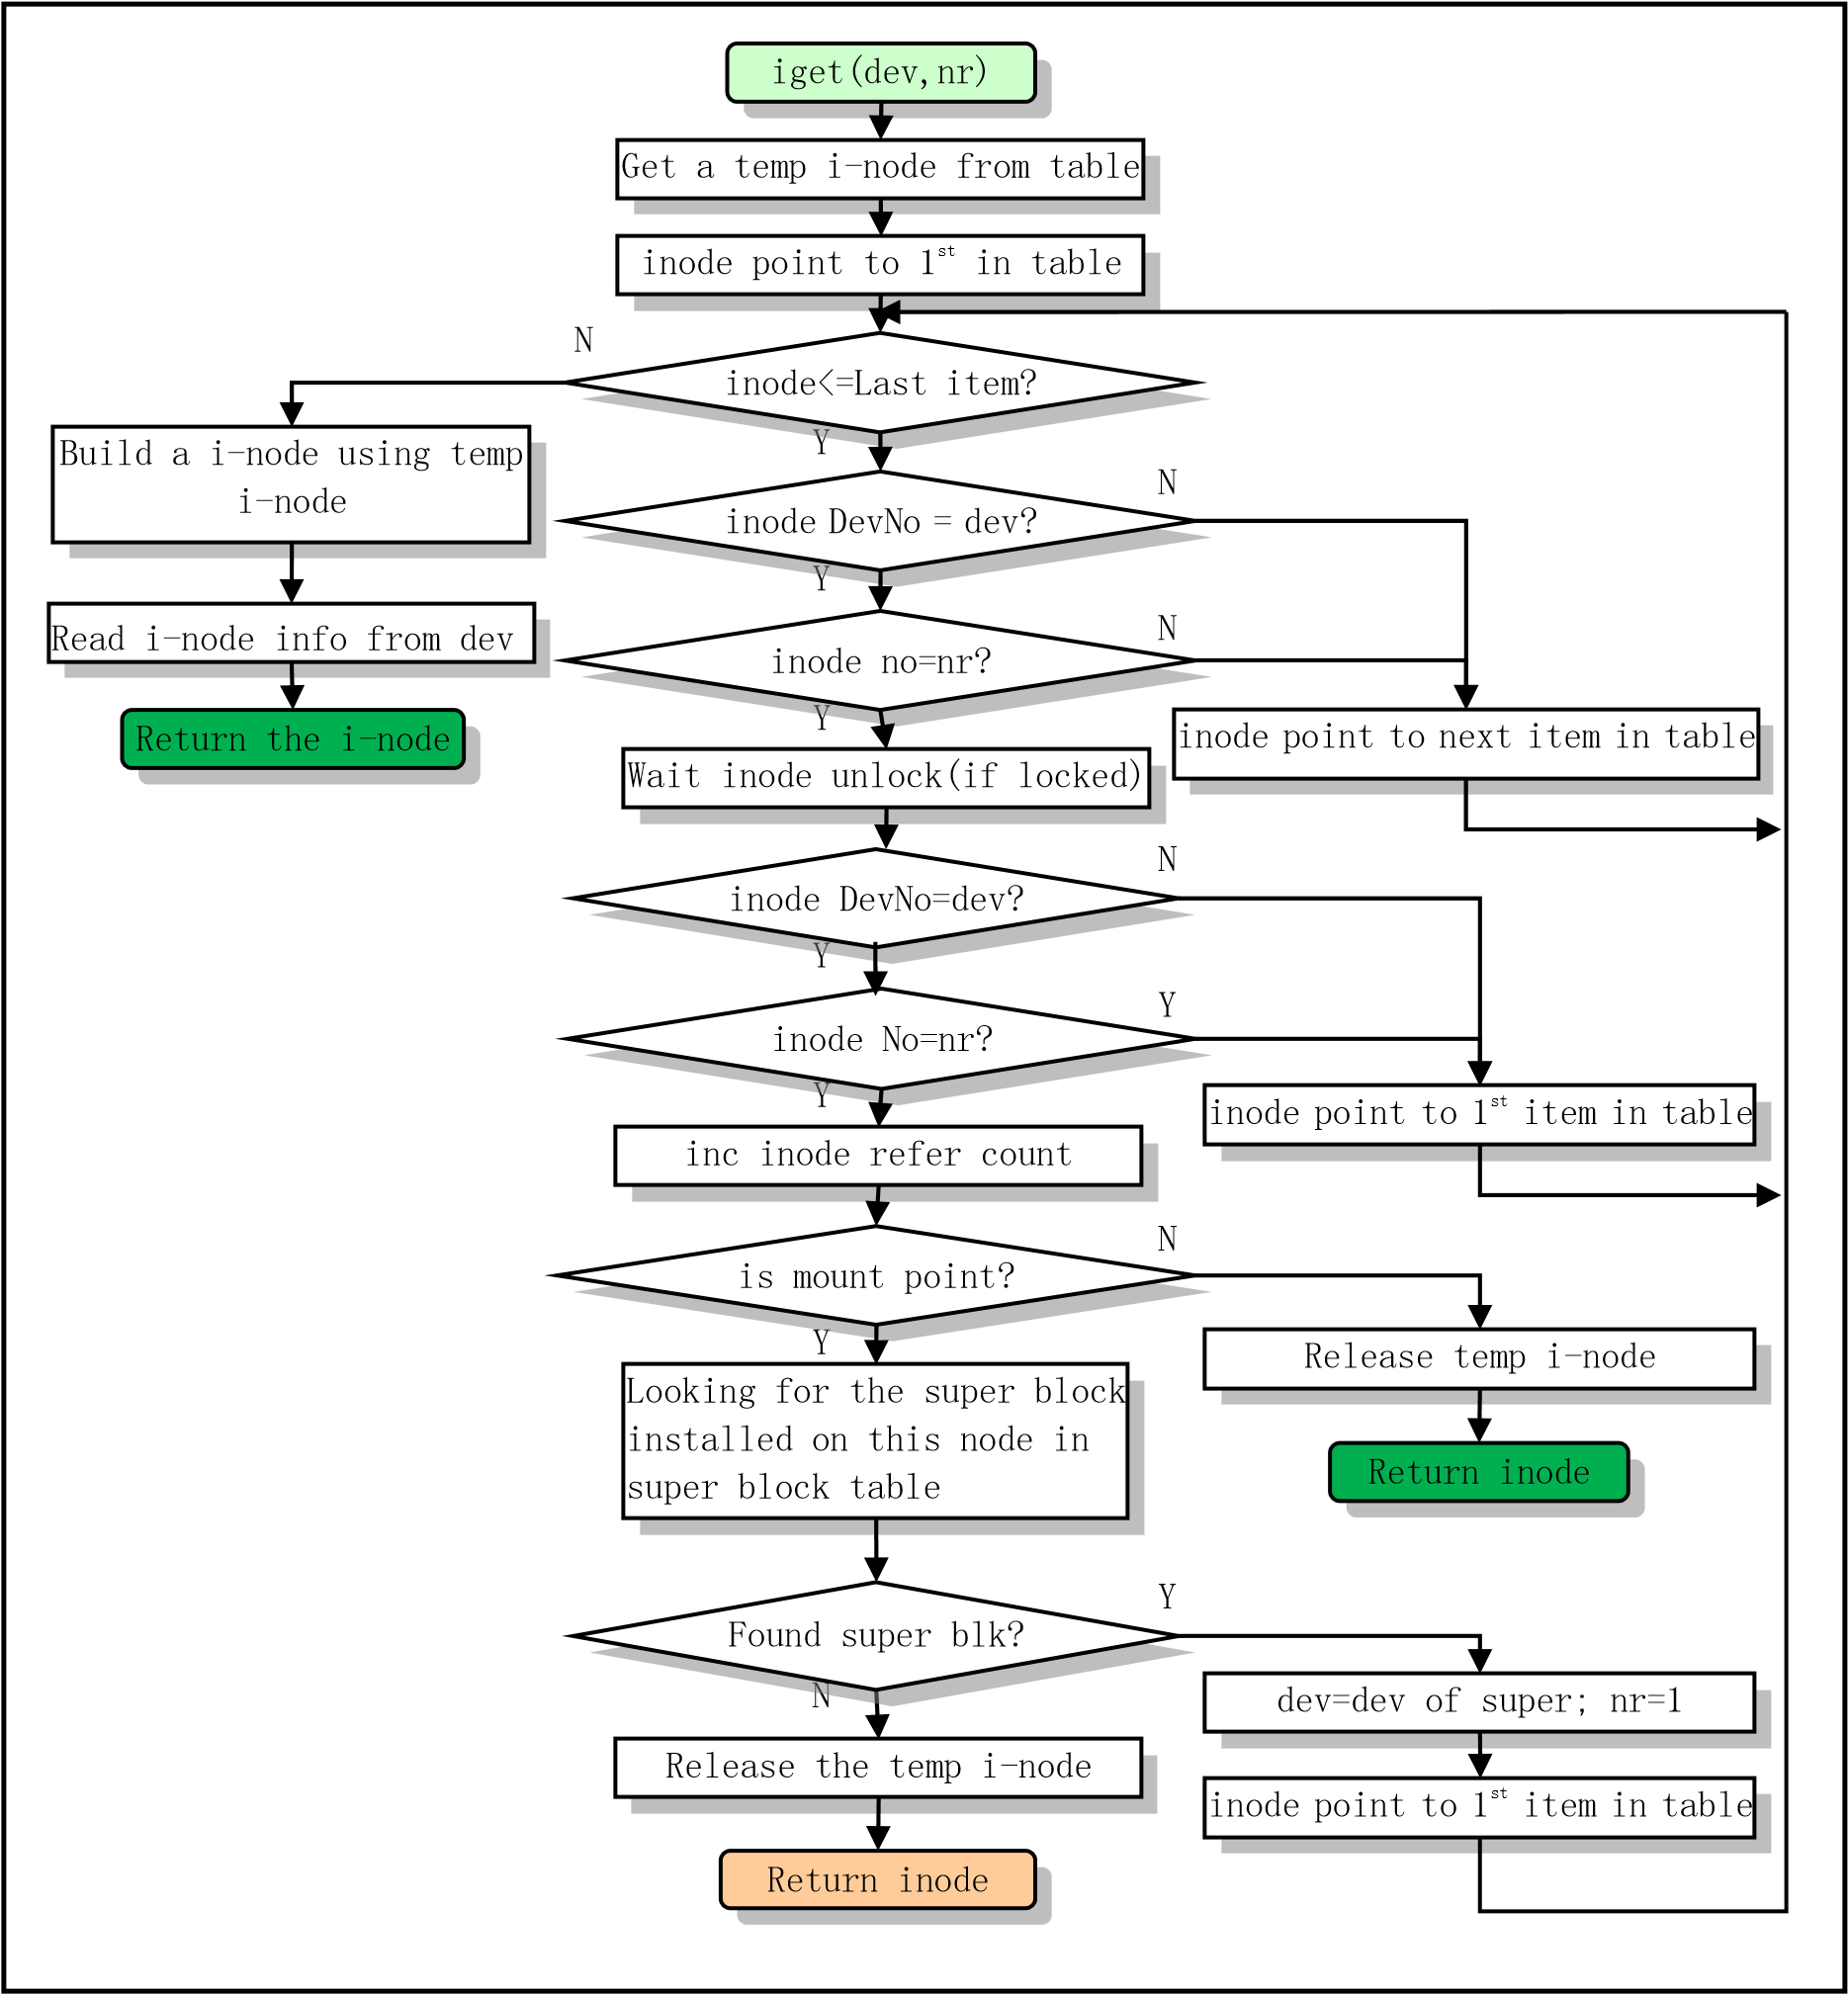 iget(dev,nr)
Get a temp i-node from table
inode point to 1st in table
N
inode<=Last item?
Y
Build a i-node using temp
i-node
N
inode DevNo = dev?
Y
Read i-node info from dev
N
inode no=nr?
Y
Return the i-node
inode point to next item in table
Wait inode unlock(if locked)
N
inode DevNo=dev?
Y
Y
inode No=nr?
Y
inode point to 1st item in table
inc inode refer count
N
is mount point?
Y
Release temp i-node
Looking for the super block
installed on this node in
super block table
Return inode
Y
Found super blk?
N
dev=dev of super; nr=1
Release the temp i-node
inode point to 1st item in table
Return inode